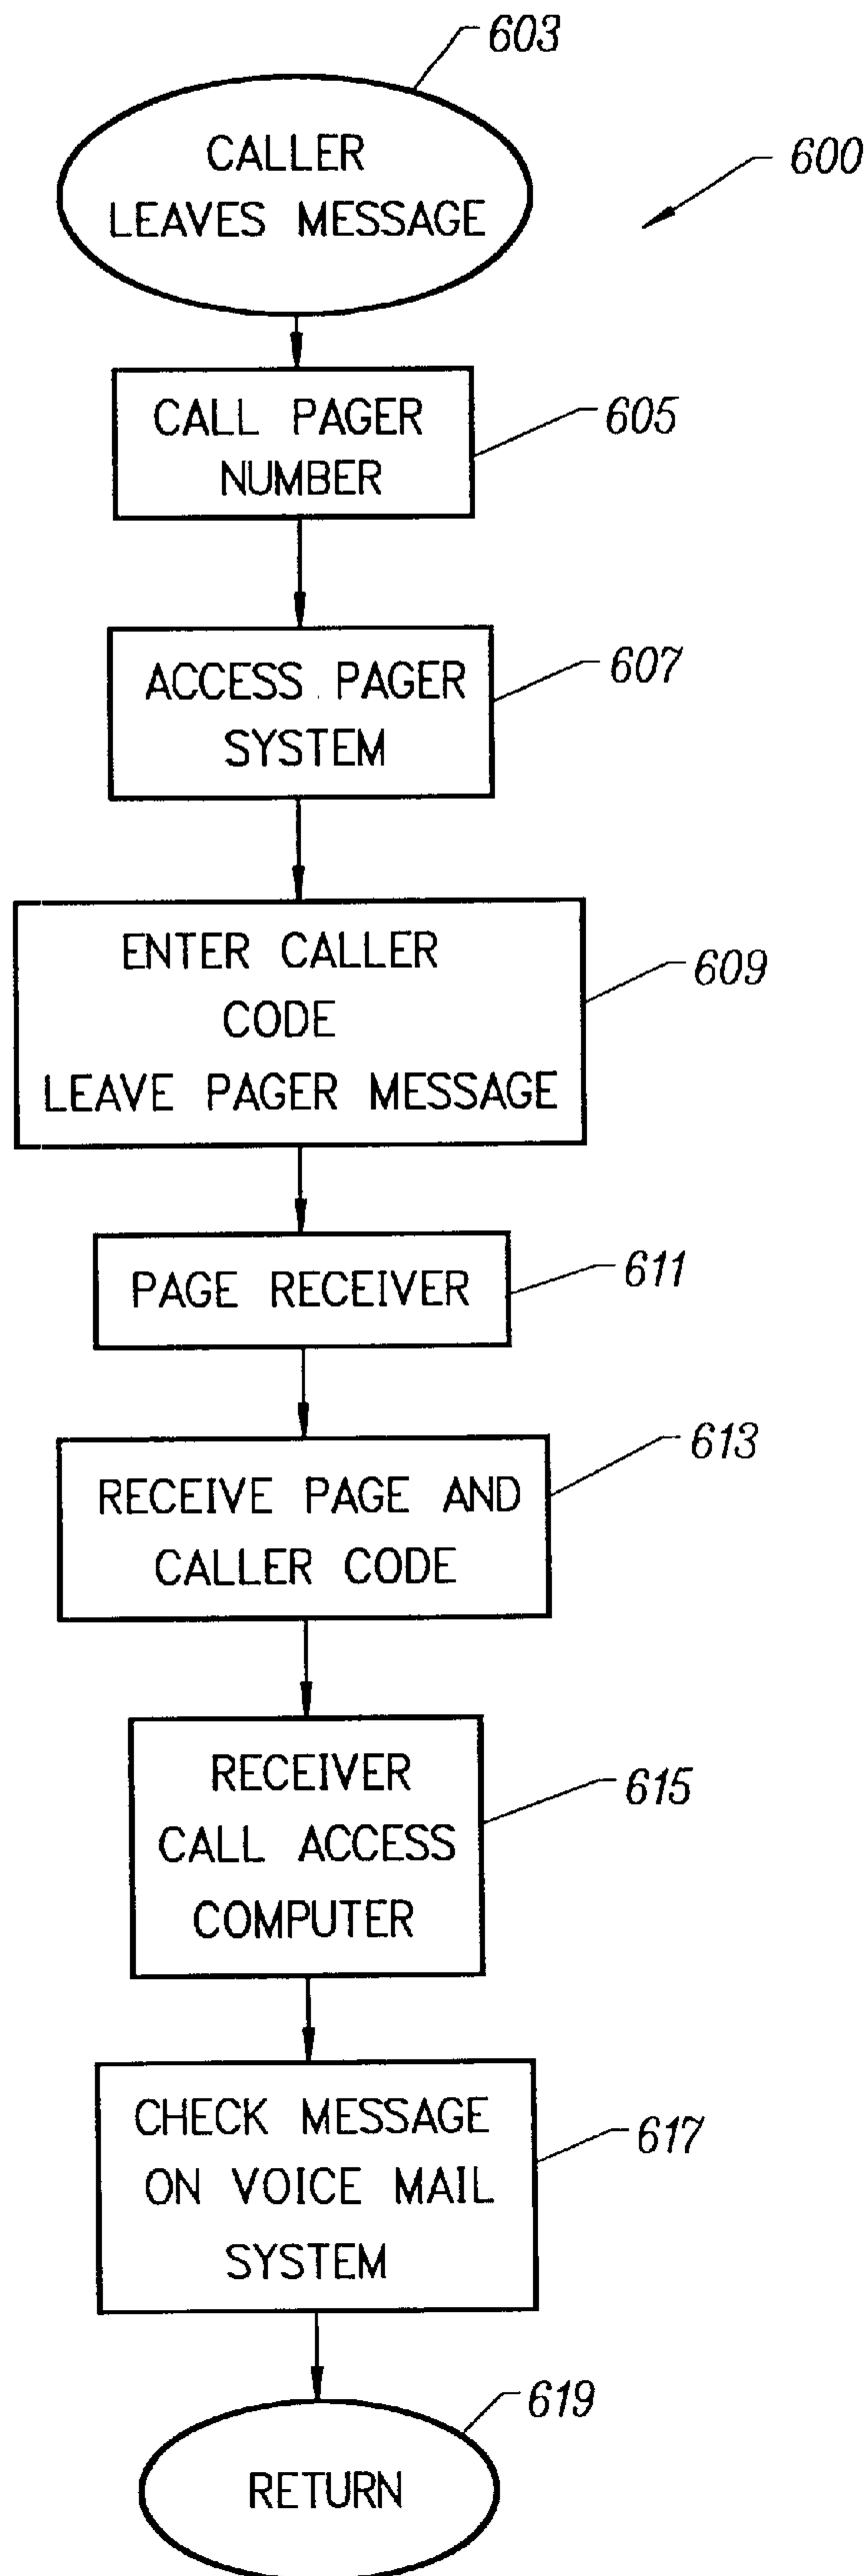 603
CALLER
LEAVES MESSAGE
600
CALL PAGER
NUMBER
605
ACCESS PAGER
SYSTEM
607
ENTER CALLER
CODE
LEAVE PAGER MESSAGE
609
PAGE RECEIVER
611
RECEIVE PAGE AND
CALLER CODE
613
RECEIVER
CALL ACCESS
COMPUTER
615
CHECK MESSAGE
ON VOICE MAIL
SYSTEM
617
619
RETURN